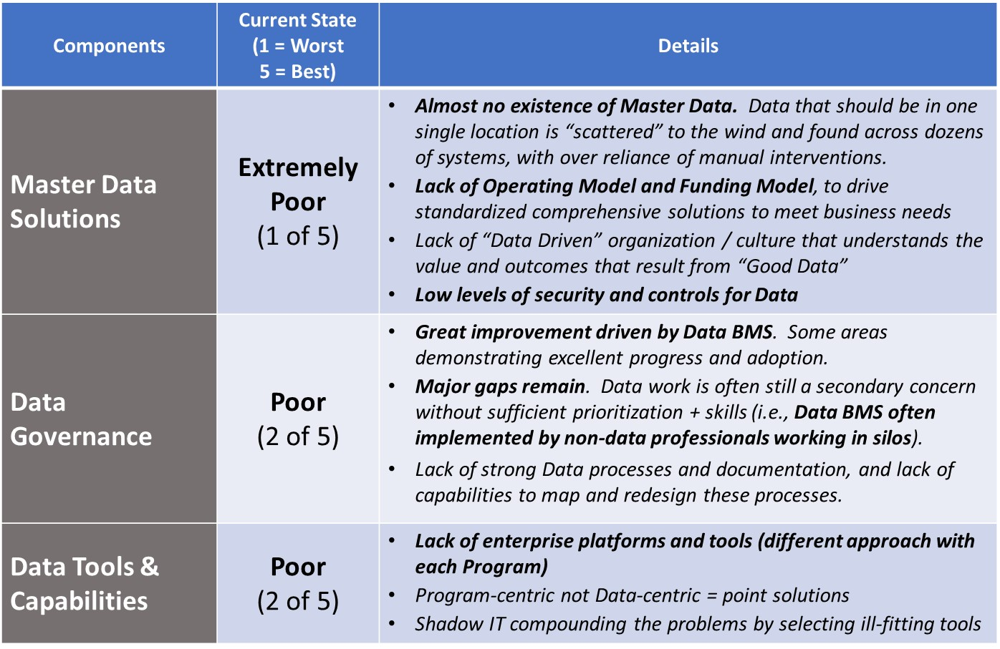 Components
Current State
(1 = Worst
5 = Best)
Details
Master Data
Solutions
Extremely
Poor
(1 of 5)
• Almost no existence of Master Data.  Data that should be in one
single location is “scattered” to the wind and found across dozens
of systems, with over reliance of manual interventions.
• Lack of Operating Model and Funding Model, to drive
standardized comprehensive solutions to meet business needs
• Lack of “Data Driven” organization / culture that understands the
value and outcomes that result from “Good Data”
• Low levels of security and controls for Data
Data
Governance
Poor
(2 of 5)
• Great improvement driven by Data BMS.  Some areas
demonstrating excellent progress and adoption.
• Major gaps remain.  Data work is often still a secondary concern
without sufficient prioritization + skills (i.e., Data BMS often
implemented by non-data professionals working in silos).
• Lack of strong Data processes and documentation, and lack of
capabilities to map and redesign these processes.
Data Tools &
Capabilities
Poor
(2 of 5)
• Lack of enterprise platforms and tools (different approach with
each Program)
• Program-centric not Data-centric = point solutions
• Shadow IT compounding the problems by selecting ill-fitting tools